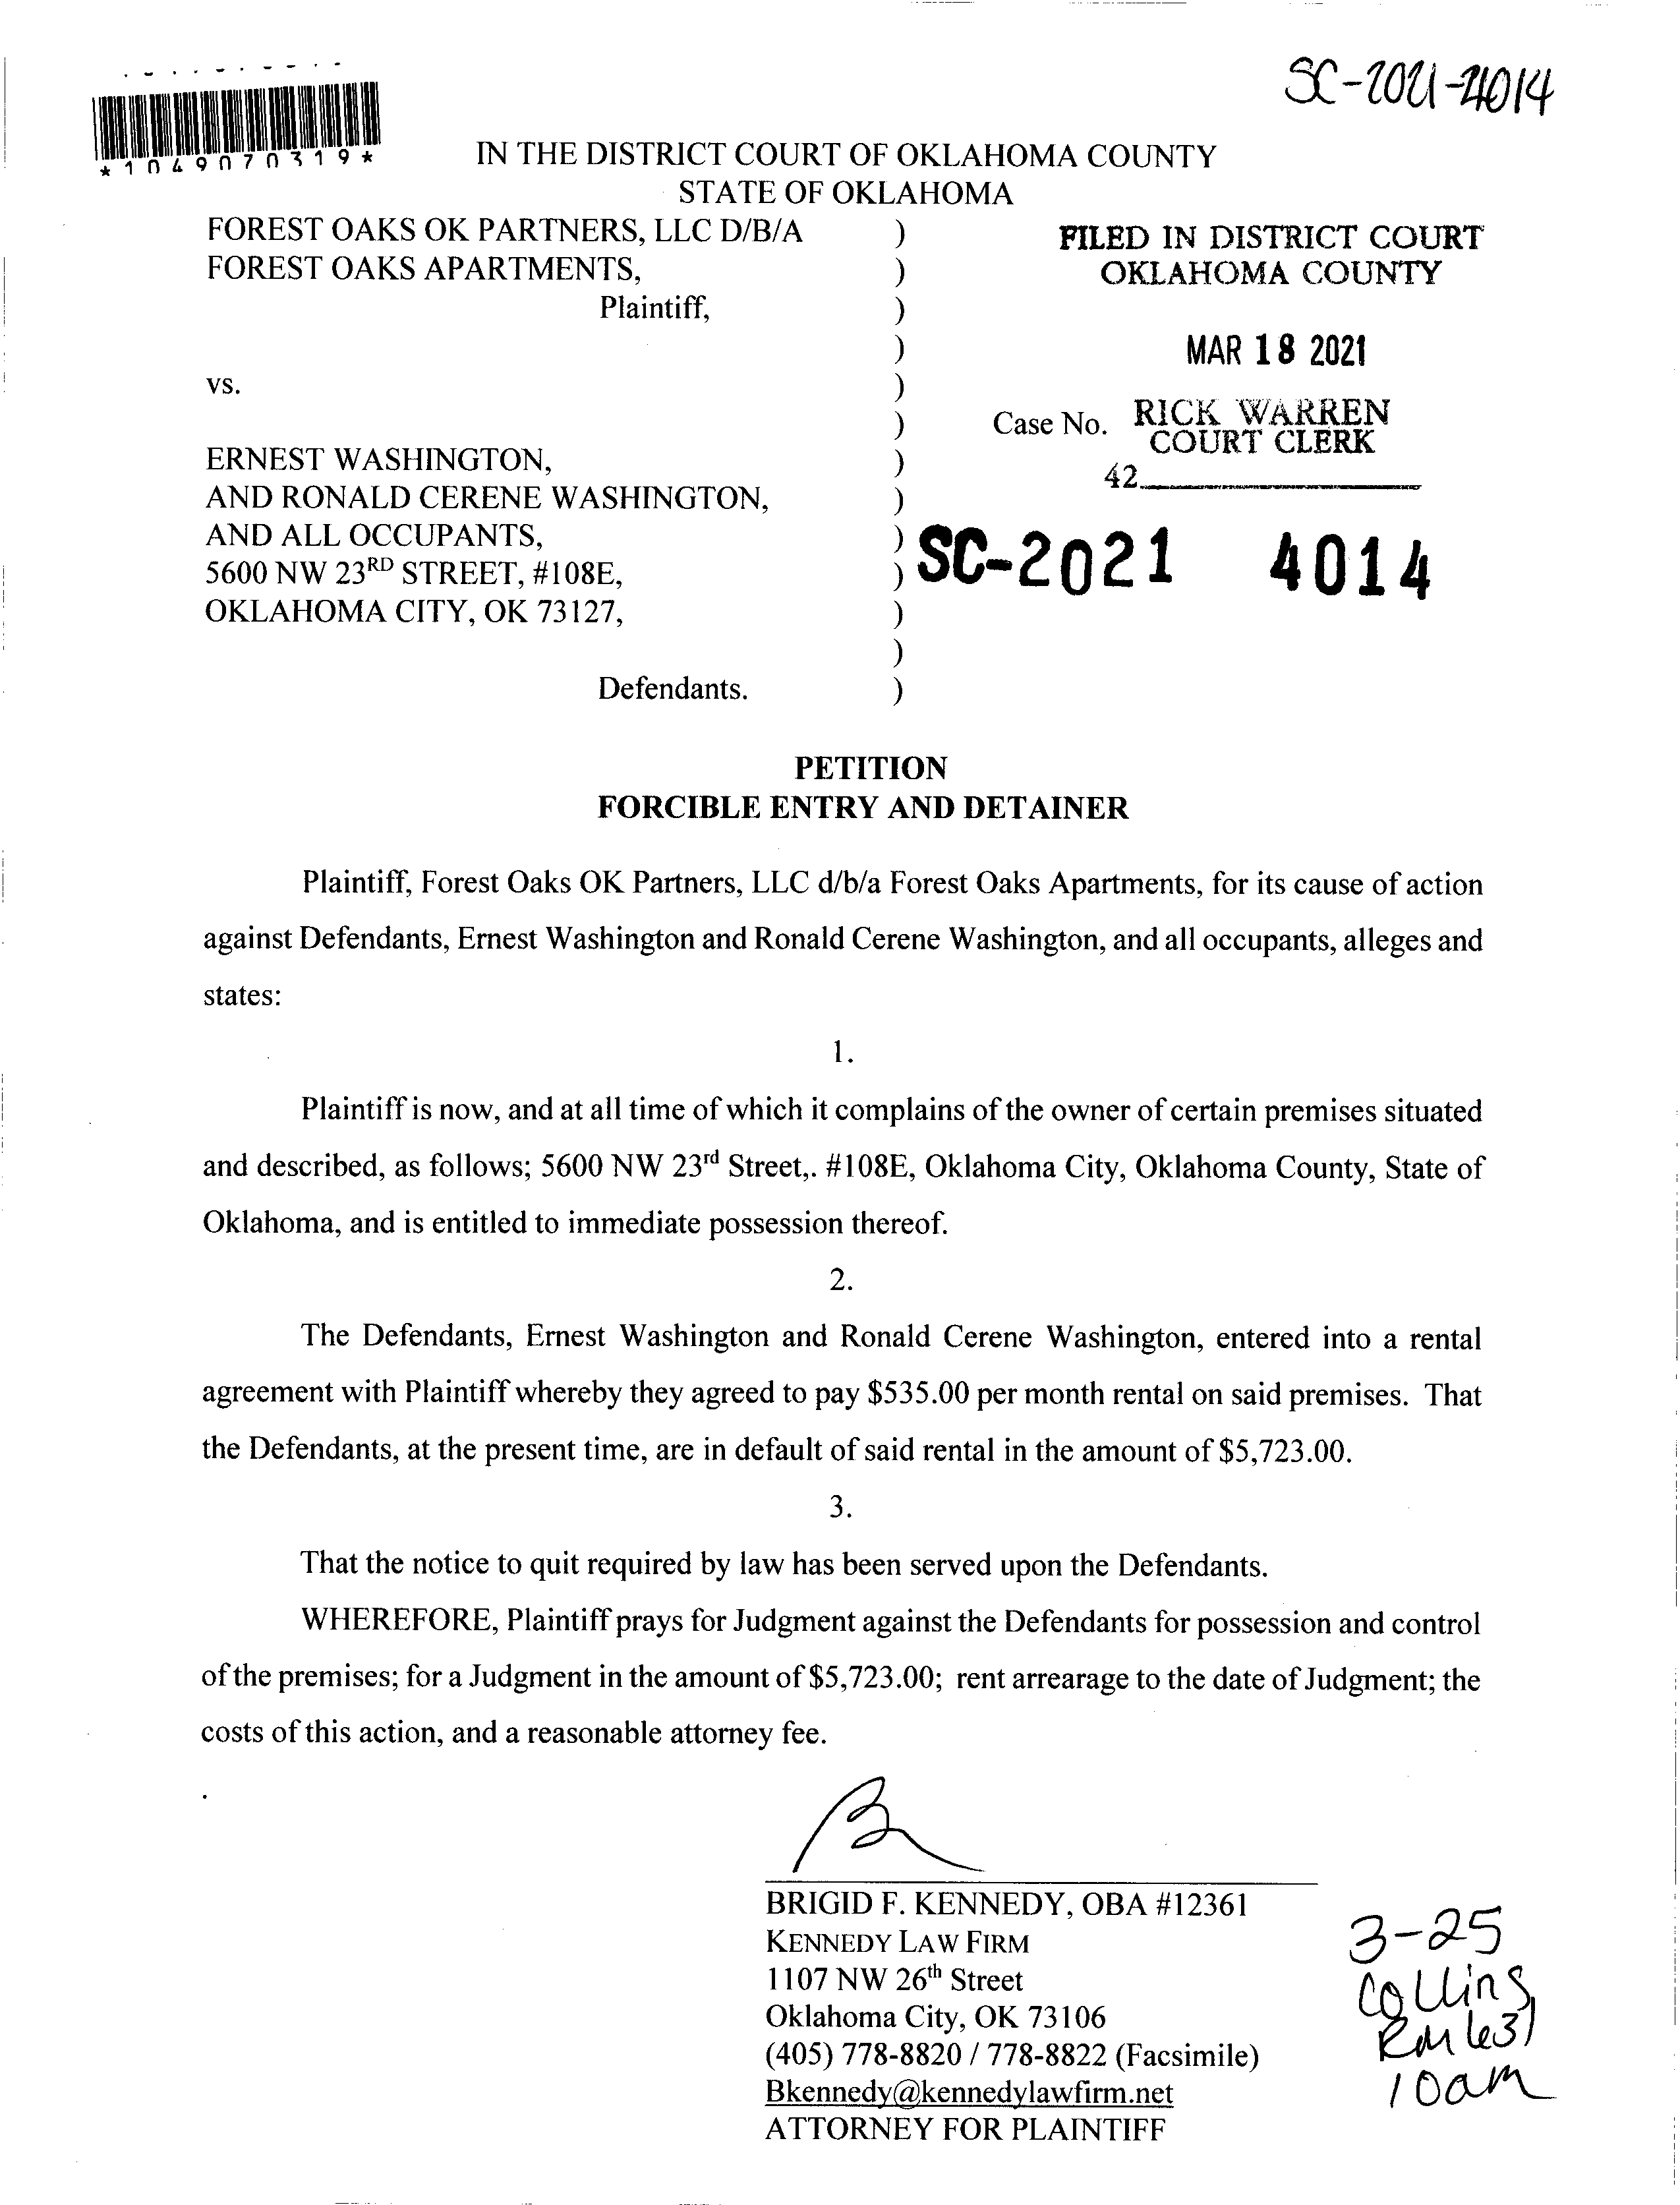 SC-2021-4014
*1049070319*
IN THE DISTRICT COURT OF OKLAHOMA COUNTY
STATE OF OKLAHOMA
FOREST OAKS OK PARTNERS, LLC D/B/A )
FOREST OAKS APARTMENTS, )
Plaintiff, )
)
vs. )
)
ERNEST WASHINGTON, )
AND RONALD CERENE WASHINGTON, )
AND ALL OCCUPANTS, )
5600 NW 23RD STREET, #108E, )
OKLAHOMA CITY, OK 73127, )
)
Defendants. )
FILED IN DISTRICT COURT
OKLAHOMA COUNTY
MAR 18 2021
Case No. RICK WARREN
COURT CLERK
42
SC-2021 4014
PETITION
FORCIBLE ENTRY AND DETAINER
Plaintiff, Forest Oaks OK Partners, LLC d/b/a Forest Oaks Apartments, for its cause of action
against Defendants, Ernest Washington and Ronald Cerene Washington, and all occupants, alleges and
states:
1.
Plaintiff is now, and at all time of which it complains of the owner of certain premises situated
and described, as follows; 5600 NW 23rd Street,. #108E, Oklahoma City, Oklahoma County, State of
Oklahoma, and is entitled to immediate possession thereof.
2.
The Defendants, Ernest Washington and Ronald Cerene Washington, entered into a rental
agreement with Plaintiff whereby they agreed to pay $535.00 per month rental on said premises. That
the Defendants, at the present time, are in default of said rental in the amount of $5,723.00.
3.
That the notice to quit required by law has been served upon the Defendants.
WHEREFORE, Plaintiff prays for Judgment against the Defendants for possession and control
of the premises; for a Judgment in the amount of $5,723.00; rent arrearage to the date of Judgment; the
costs of this action, and a reasonable attorney fee.
BRIGID F. KENNEDY, OBA #12361
KENNEDY LAW FIRM
1107 NW 26th Street
Oklahoma City, OK 73106
(405) 778-8820 / 778-8822 (Facsimile)
Bkennedy@kennedylawfirm.net
ATTORNEY FOR PLAINTIFF
3-25
Collins
Rm
10am